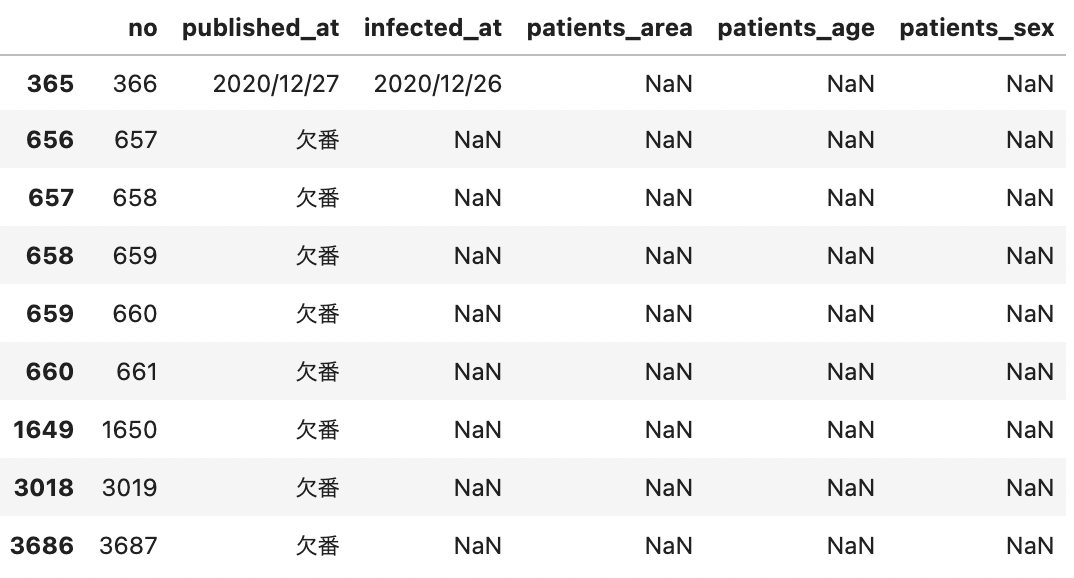 no published_at infected_at patients_area patients_age patients_sex
365 366 2020/12/27 2020/12/26 NaN NaN NaN
656 657 欠番 NaN NaN NaN NaN
657 658 欠番 NaN NaN NaN NaN
658 659 欠番 NaN NaN NaN NaN
659 660 欠番 NaN NaN NaN NaN
660 661 欠番 NaN NaN NaN NaN
1649 1650 欠番 NaN NaN NaN NaN
3018 3019 欠番 NaN NaN NaN NaN
3686 3687 欠番 NaN NaN NaN NaN